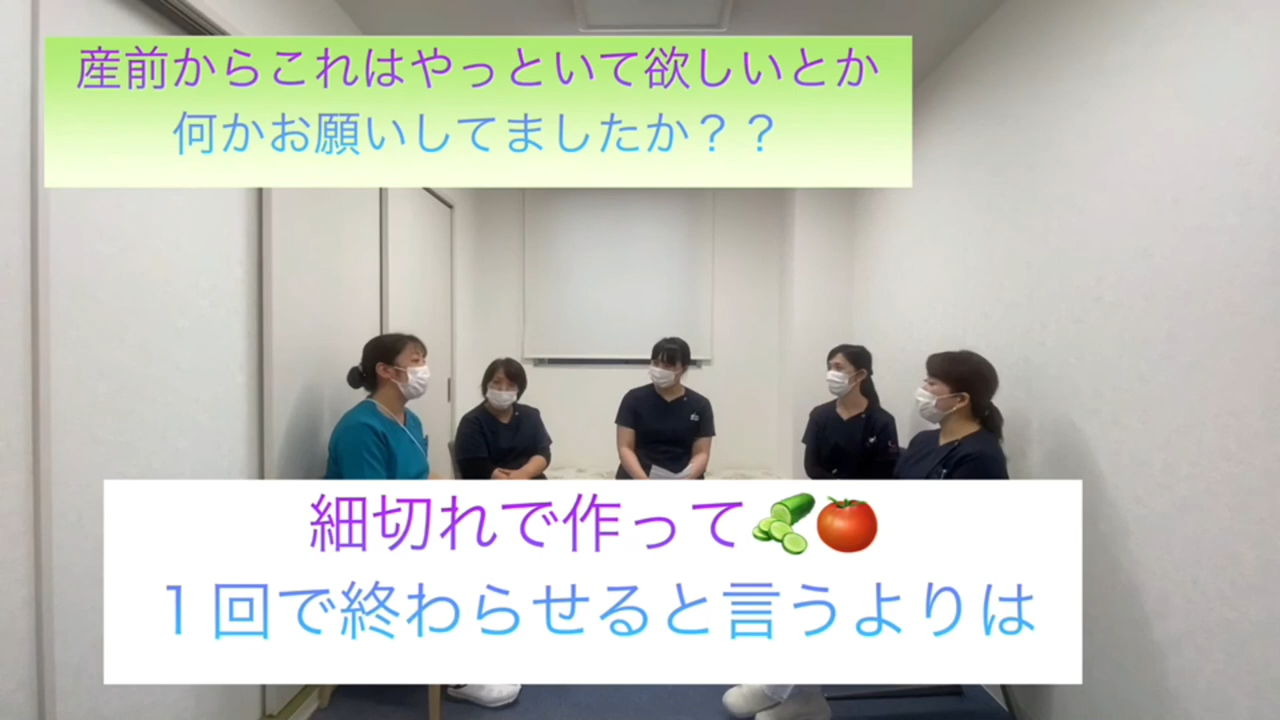 産前からこれはやっといて欲しいとか
何かお願いしてましたか？？
細切れで作って🥒🍅
１回で終わらせると言うよりは